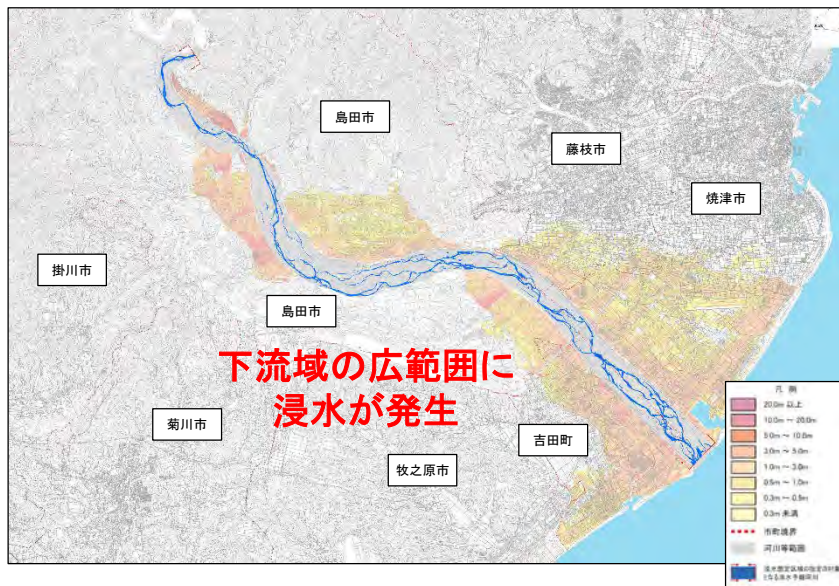 島田市
藤枝市
焼津市
掛川市
島田市
下流域の広範囲に
浸水が発生
菊川市
吉田町
牧之原市
凡例
20.0m 以上
10.0m ～ 20.0m
5.0m ～ 10.0m
3.0m ～ 5.0m
1.0m ～ 3.0m
0.5m ～ 1.0m
0.3m ～ 0.5m
0.3m 未満
市町境界
河川等範囲